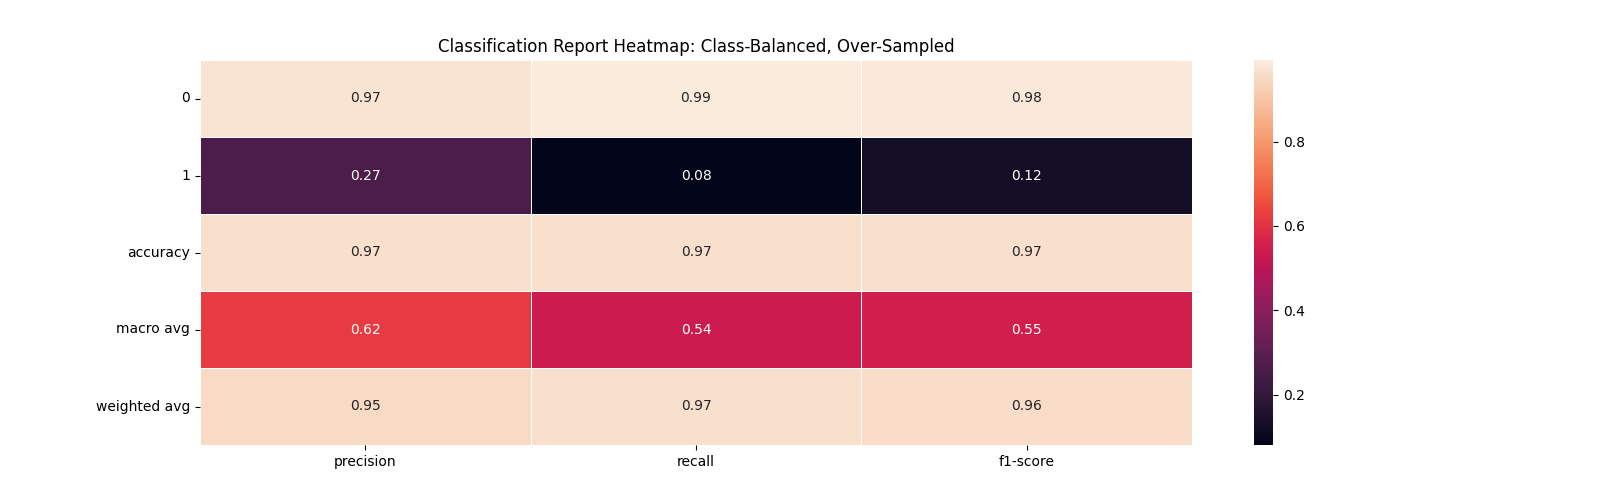 Classification Report Heatmap: Class-Balanced, Over-Sampled
0 0.97 0.99 0.98
1 0.27 0.08 0.12
accuracy 0.97 0.97 0.97
macro avg 0.62 0.54 0.55
weighted avg 0.95 0.97 0.96
precision recall f1-score
0.8
0.6
0.4
0.2